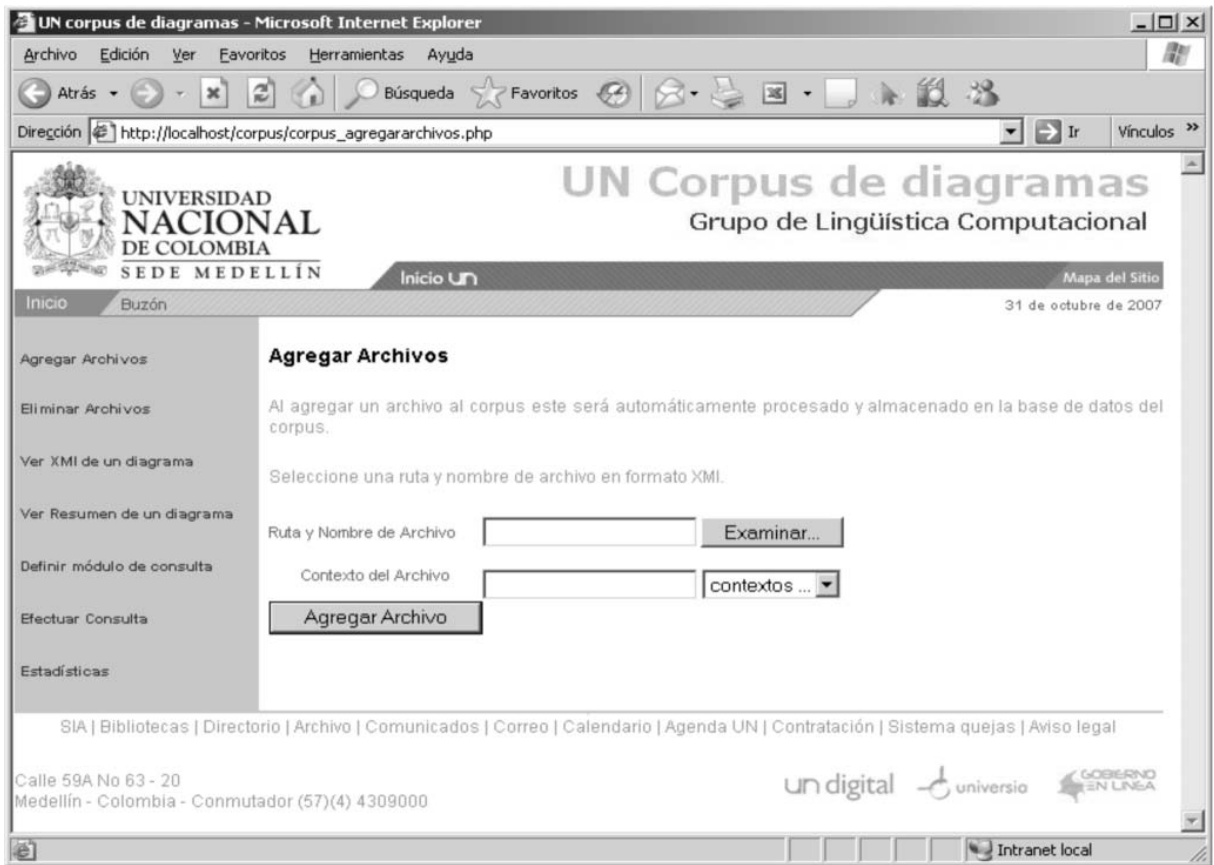 UN corpus de diagramas - Microsoft Internet Explorer
Archivo Edición Ver Favoritos Herramientas Ayuda
Atrás Búsqueda Favoritos
Dirección http://localhost/corpus/corpus_agregararchivos.php Ir Vínculos »
UNIVERSIDAD
NACIONAL
DE COLOMBIA
SEDE MEDELLÍN
UN Corpus de diagramas
Grupo de Lingüística Computacional
Inicio un Mapa del Sitio
Inicio Buzón 31 de octubre de 2007
Agregar Archivos
Eliminar Archivos
Ver XMI de un diagrama
Ver Resumen de un diagrama
Definir módulo de consulta
Efectuar Consulta
Estadísticas
Agregar Archivos
Al agregar un archivo al corpus este será automáticamente procesado y almacenado en la base de datos del
corpus.
Seleccione una ruta y nombre de archivo en formato XMI.
Ruta y Nombre de Archivo Examinar...
Contexto del Archivo contextos ...
Agregar Archivo
SIA | Bibliotecas | Directorio | Archivo | Comunicados | Correo | Calendario | Agenda UN | Contratación | Sistema quejas | Aviso legal
Calle 59A No 63 - 20
Medellín - Colombia - Conmutador (57)(4) 4309000
un digital universia GOBIERNO
EN LINEA
Intranet local